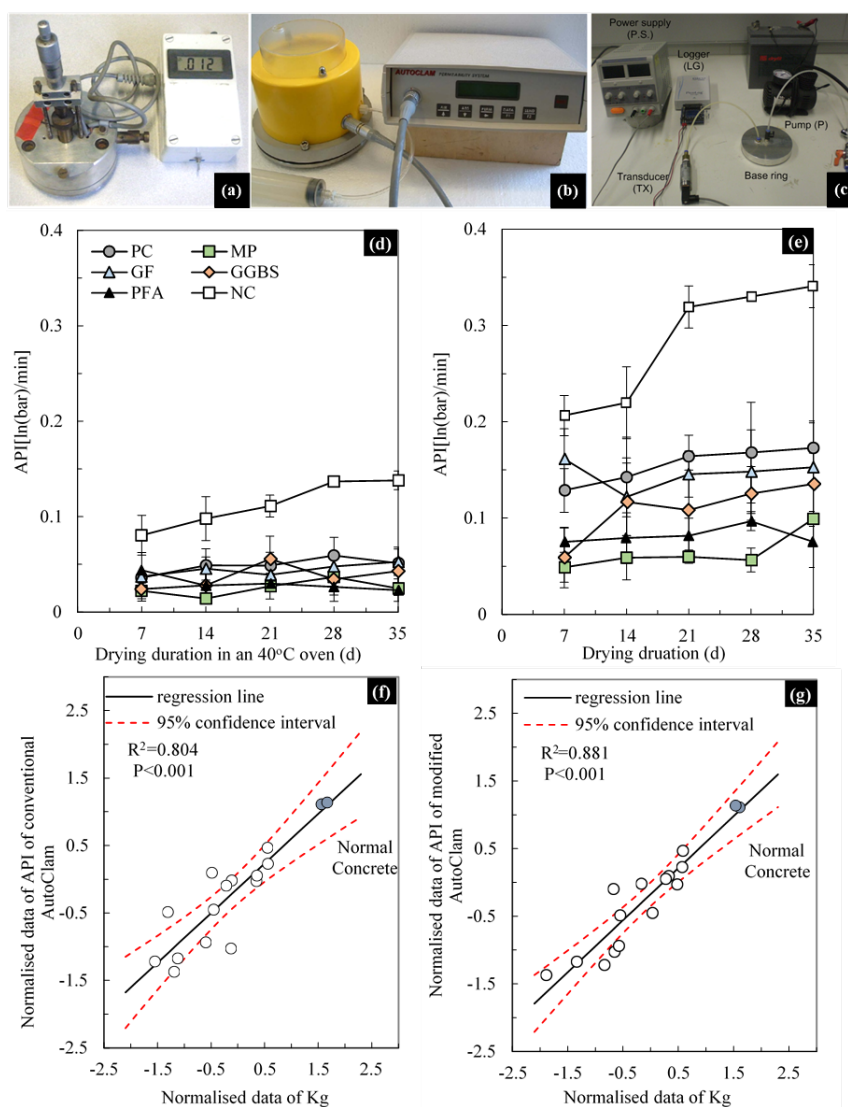 .012
(a)
AUTOCLAM PERMEABILITY SYSTEM
(b)
Power supply
(P.S.)
Logger
(LG)
Pump (P)
Transducer
(TX)
Base ring
(c)
(d)
PC
MP
GF
GGBS
PFA
NC
API[ln(bar)/min]
0.4
0.3
0.2
0.1
0
0 7 14 21 28 35
Drying duration in an 40°C oven (d)
(e)
API[ln(bar)/min]
0.4
0.3
0.2
0.1
0.0
0 7 14 21 28 35
Drying druation (d)
(f)
regression line
95% confidence interval
R²=0.804
P<0.001
Normal
Concrete
Normalised data of API of conventional
AutoClam
2.5
1.5
0.5
-0.5
-1.5
-2.5
-2.5 -1.5 -0.5 0.5 1.5 2.5
Normalised data of Kg
(g)
regression line
95% confidence interval
R²=0.881
P<0.001
Normal
Concrete
Normalised data of API of modified
AutoClam
2.5
1.5
0.5
-0.5
-1.5
-2.5
-2.5 -1.5 -0.5 0.5 1.5 2.5
Normalised data of Kg